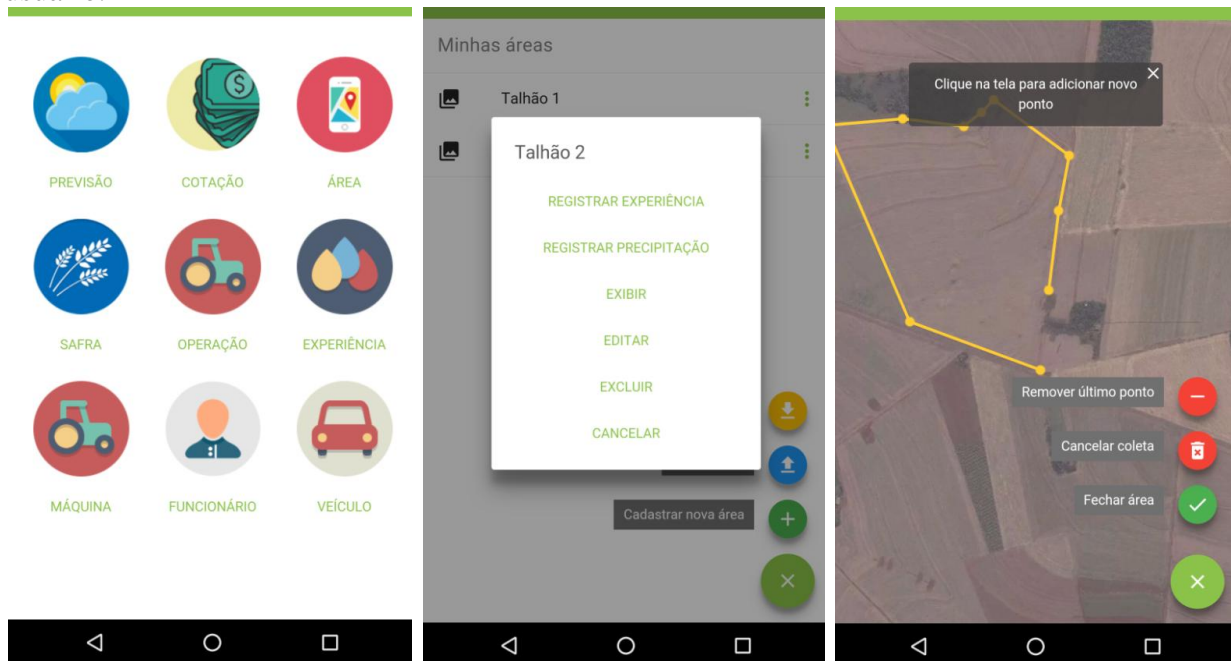 PREVISÃO
COTAÇÃO
ÁREA
SAFRA
OPERAÇÃO
EXPERIÊNCIA
MÁQUINA
FUNCIONÁRIO
VEÍCULO
Minhas áreas
Talhão 1
Talhão 2
REGISTRAR EXPERIÊNCIA
REGISTRAR PRECIPITAÇÃO
EXIBIR
EDITAR
EXCLUIR
CANCELAR
Cadastrar nova área
Clique na tela para adicionar novo
ponto
Remover último ponto
Cancelar coleta
Fechar área